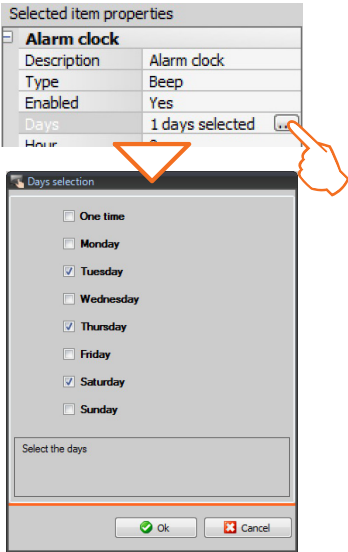 Selected item properties
Alarm clock
Description Alarm clock
Type Beep
Enabled Yes
Days 1 days selected ...
Hour
Days selection
One time
Monday
Tuesday
Wednesday
Thursday
Friday
Saturday
Sunday
Select the days
Ok Cancel